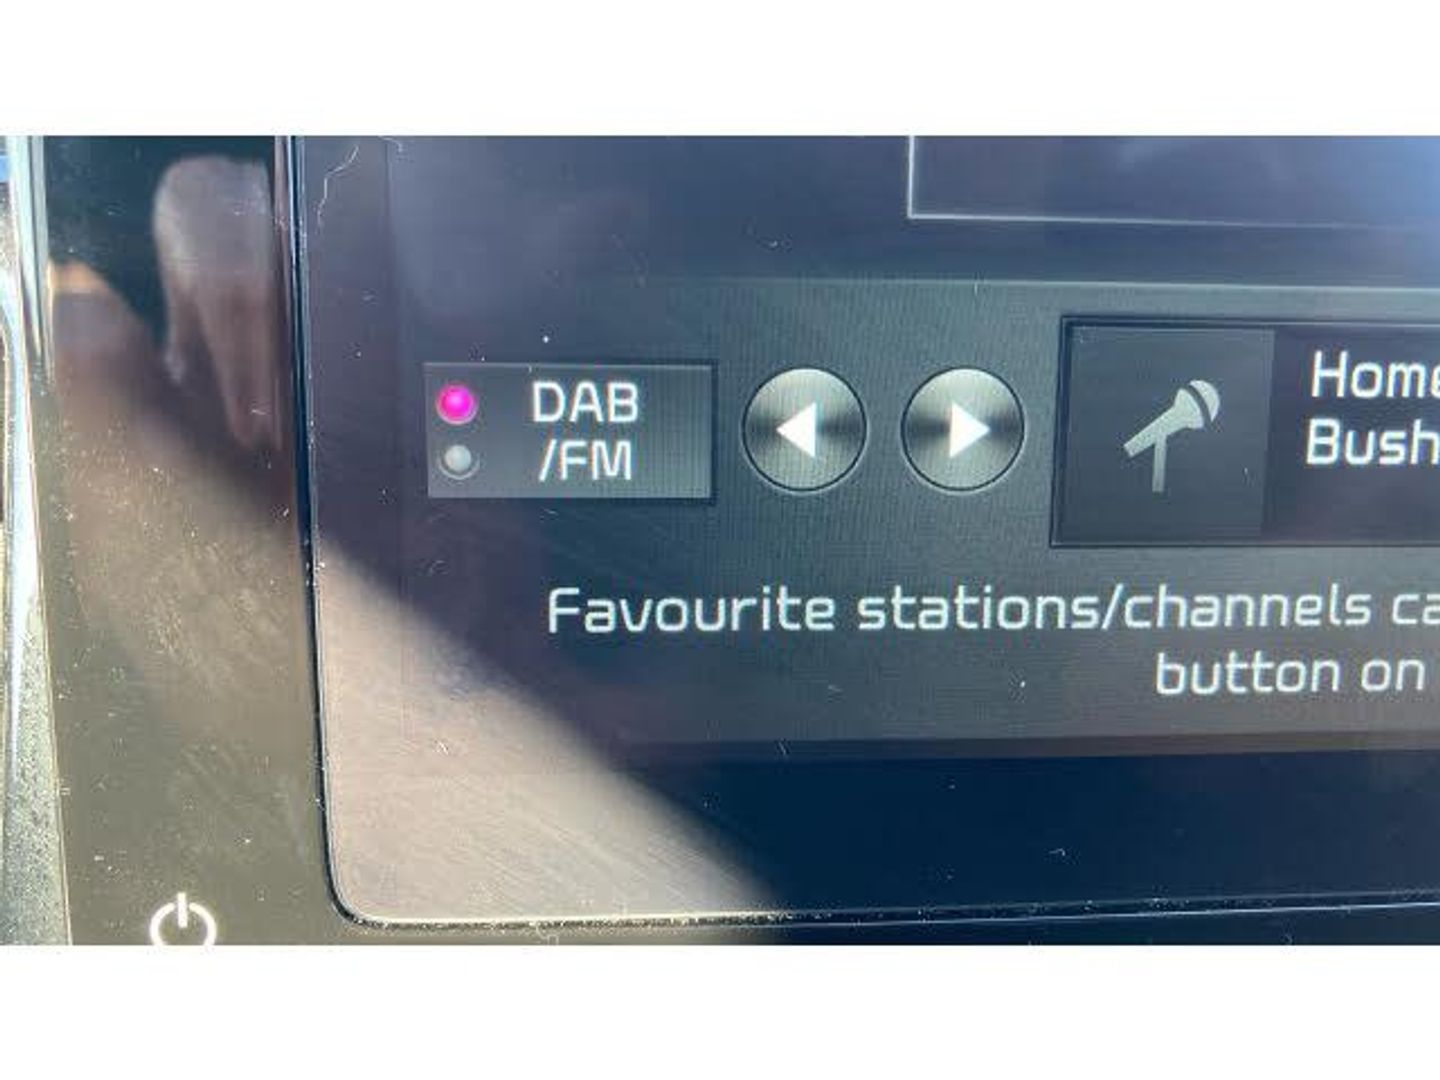 DAB
/FM
Home
Bush
Favourite stations/channels ca
button on